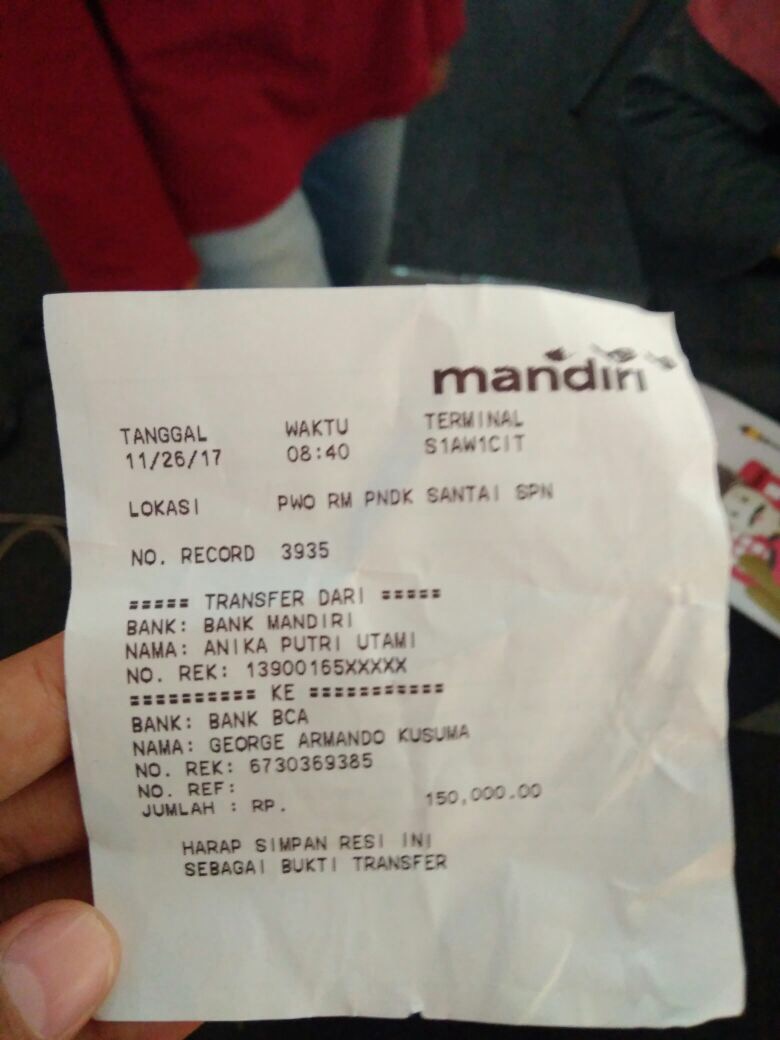 mandiri
TANGGAL WAKTU TERMINAL
11/26/17 08:40 S1AW1CIT
LOKASI PWO RM PNDK SANTAI SPN
NO. RECORD 3935
===== TRANSFER DARI =====
BANK: BANK MANDIRI
NAMA: ANIKA PUTRI UTAMI
NO. REK: 13900165XXXXX
========== KE ===========
BANK: BANK BCA
NAMA: GEORGE ARMANDO KUSUMA
NO. REK: 6730369385
NO. REF:
JUMLAH : RP. 150,000.00
HARAP SIMPAN RESI INI
SEBAGAI BUKTI TRANSFER